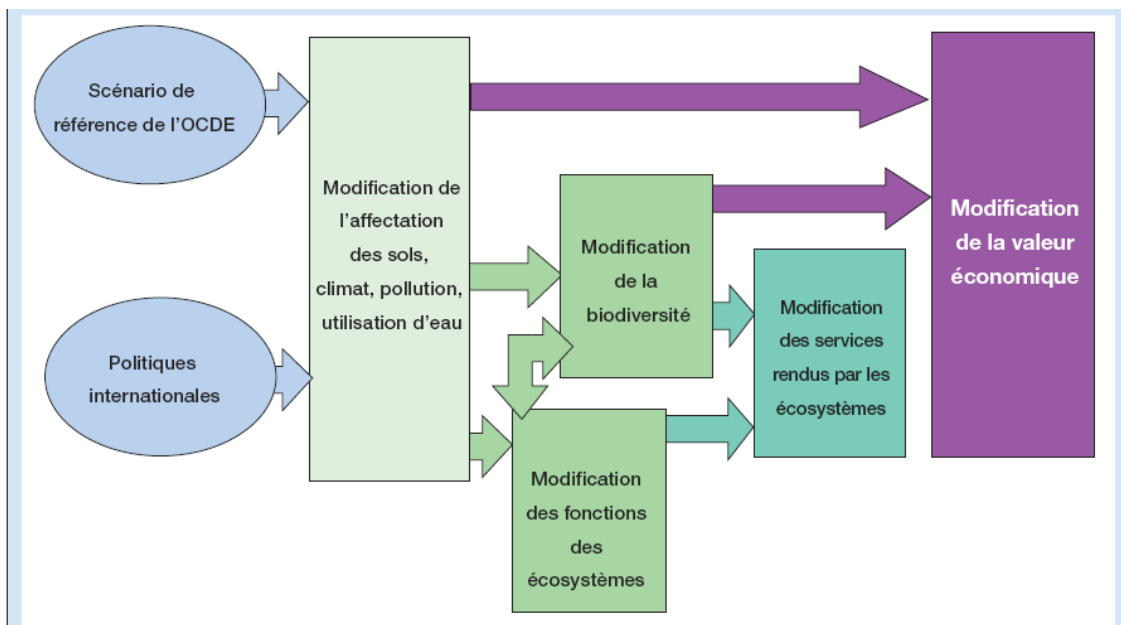 Scénario de
référence de l'OCDE
Politiques
internationales
Modification de
l'affectation
des sols,
climat, pollution,
utilisation d'eau
Modification
de la
biodiversité
Modification
des fonctions
des
écosystèmes
Modification
des services
rendus par les
écosystèmes
Modification
de la valeur
économique